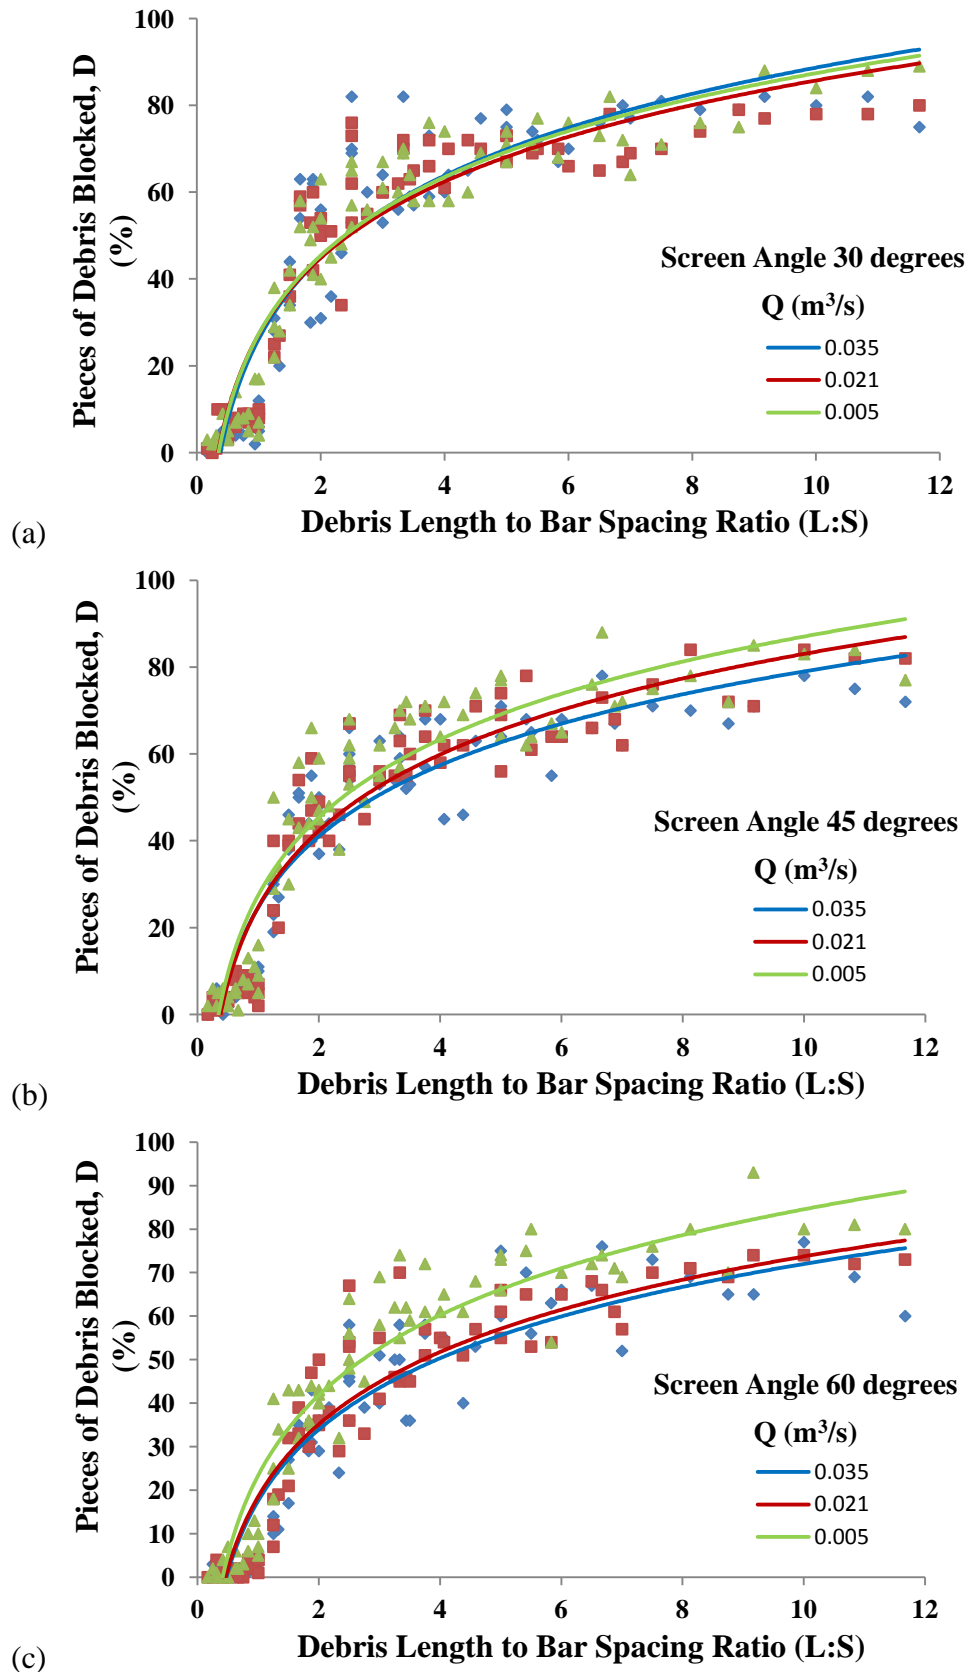 100
80
60
40
20
0
Pieces of Debris Blocked, D
(%)
Screen Angle 30 degrees
Q (m³/s)
0.035
0.021
0.005
0 2 4 6 8 10 12
Debris Length to Bar Spacing Ratio (L:S)
(a)
100
80
60
40
20
0
Pieces of Debris Blocked, D
(%)
Screen Angle 45 degrees
Q (m³/s)
0.035
0.021
0.005
0 2 4 6 8 10 12
Debris Length to Bar Spacing Ratio (L:S)
(b)
100
90
80
70
60
50
40
30
20
10
0
Pieces of Debris Blocked, D
(%)
Screen Angle 60 degrees
Q (m³/s)
0.035
0.021
0.005
0 2 4 6 8 10 12
Debris Length to Bar Spacing Ratio (L:S)
(c)